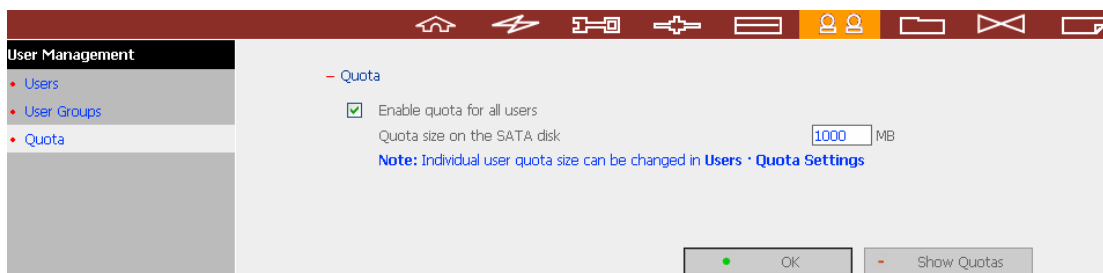 User Management
Users
User Groups
Quota
– Quota
Enable quota for all users
Quota size on the SATA disk 1000 MB
Note: Individual user quota size can be changed in Users · Quota Settings
OK
Show Quotas